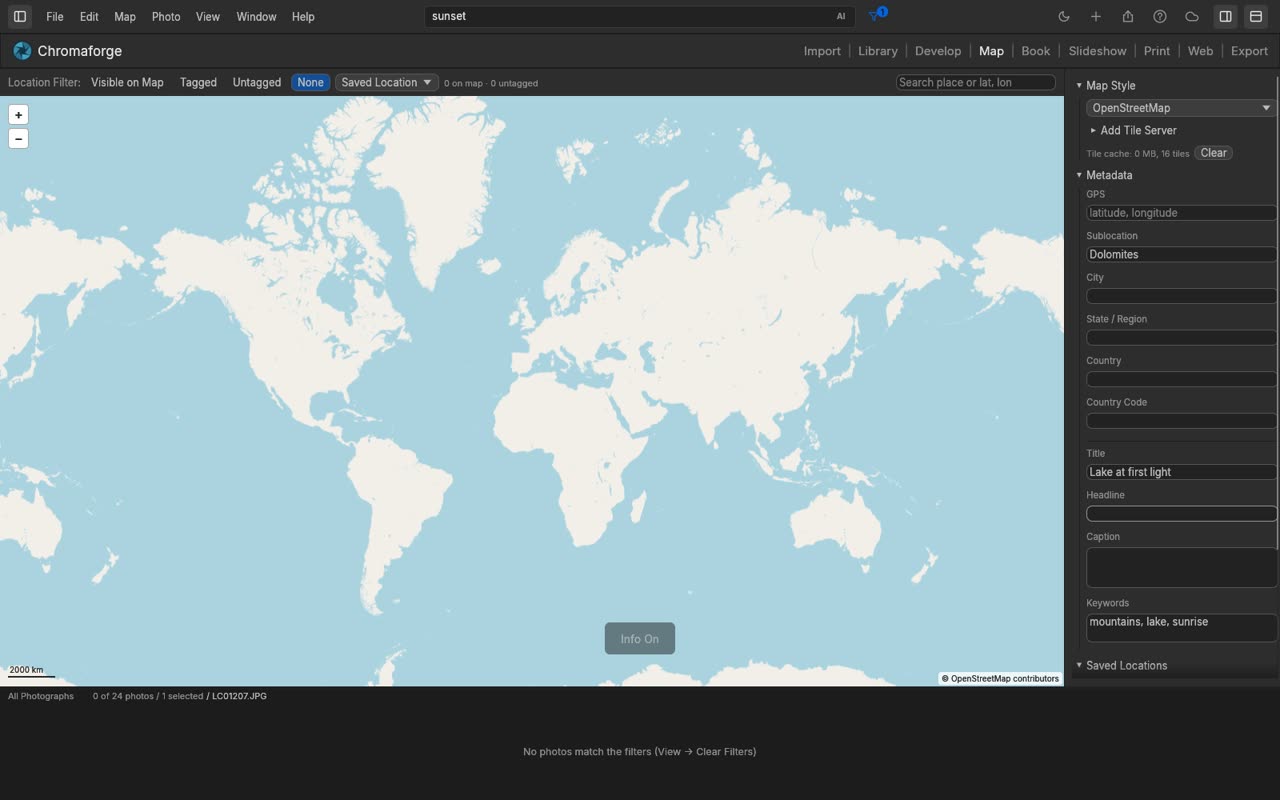 File Edit Map Photo View Window Help
sunset
AI
1
Chromaforge
Import Library Develop Map Book Slideshow Print Web Export
Location Filter: Visible on Map Tagged Untagged None Saved Location 0 on map · 0 untagged
Search place or lat, lon
+
−
2000 km
Info On
© OpenStreetMap contributors
Map Style
OpenStreetMap
Add Tile Server
Tile cache: 0 MB, 16 tiles Clear
Metadata
GPS
latitude, longitude
Sublocation
Dolomites
City
State / Region
Country
Country Code
Title
Lake at first light
Headline
Caption
Keywords
mountains, lake, sunrise
Saved Locations
All Photographs 0 of 24 photos / 1 selected / LC01207.JPG
No photos match the filters (View → Clear Filters)